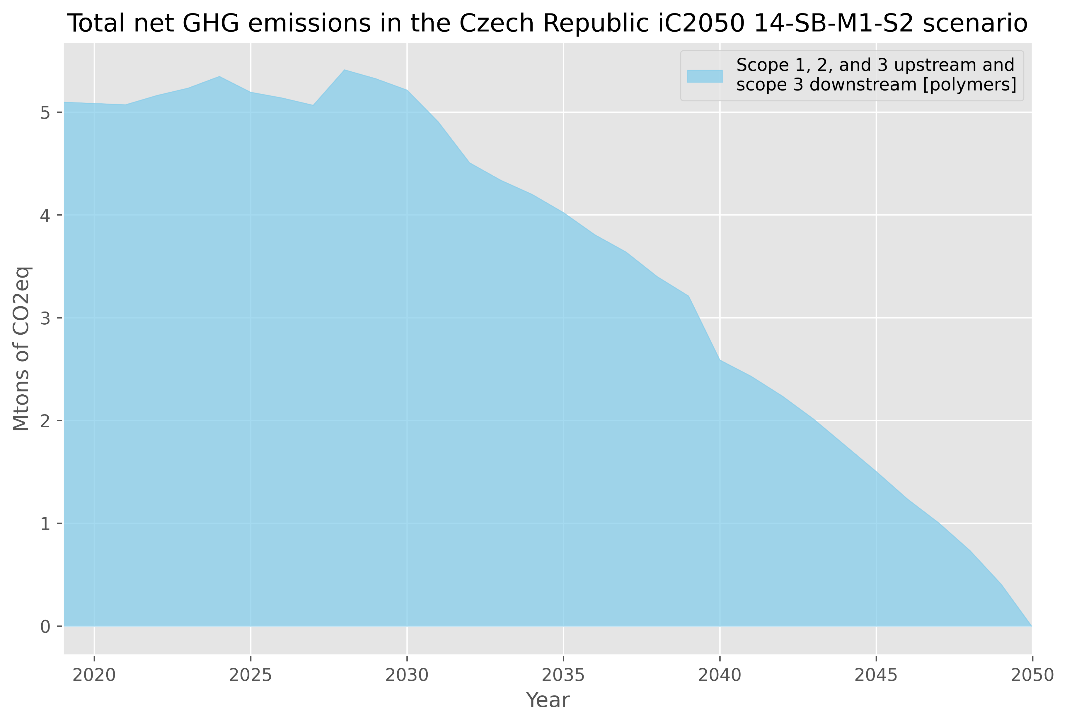 Total net GHG emissions in the Czech Republic iC2050 14-SB-M1-S2 scenario
Scope 1, 2, and 3 upstream and
scope 3 downstream [polymers]
Mtons of CO2eq
5
4
3
2
1
0
2020 2025 2030 2035 2040 2045 2050
Year